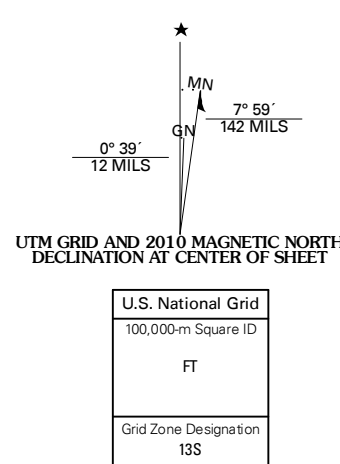 ★
MN
7° 59´
142 MILS
GN
0° 39´
12 MILS
UTM GRID AND 2010 MAGNETIC NORTH
DECLINATION AT CENTER OF SHEET
U.S. National Grid
100,000-m Square ID
FT
Grid Zone Designation
13S